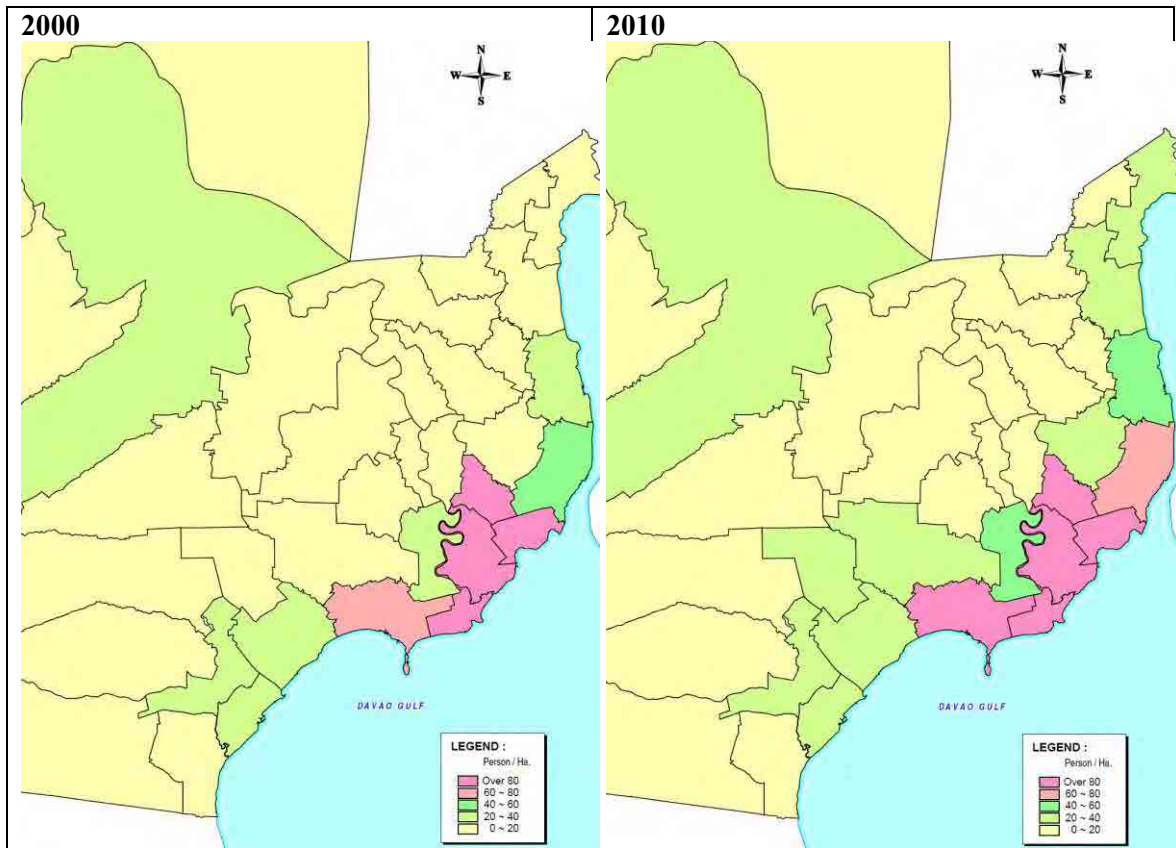 2000
2010
N
W E
S
N
W E
S
DAVAO GULF
DAVAO GULF
LEGEND :
Person / Ha.
Over 80
60 ~ 80
40 ~ 60
20 ~ 40
0 ~ 20
LEGEND :
Person / Ha.
Over 80
60 ~ 80
40 ~ 60
20 ~ 40
0 ~ 20